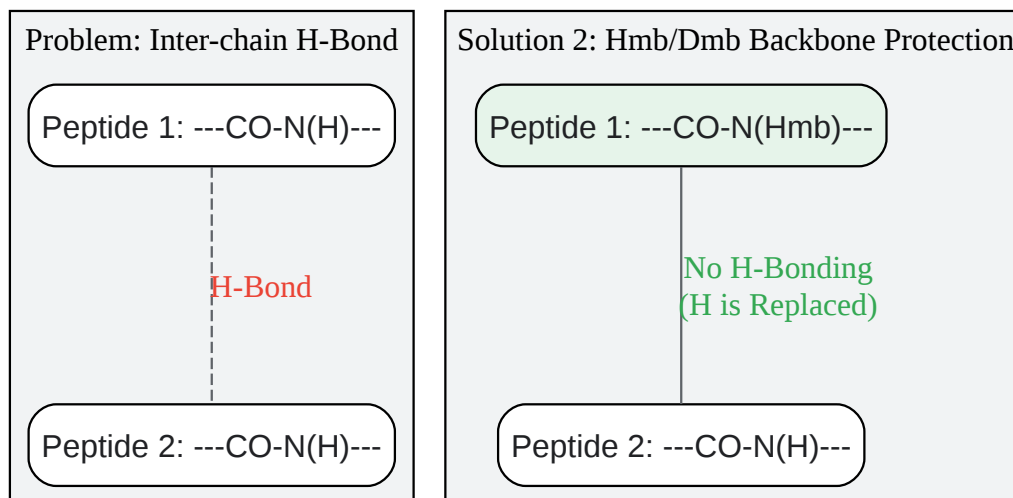 Problem: Inter-chain H-Bond
Peptide 1: ---CO-N(H)---
H-Bond
Peptide 2: ---CO-N(H)---
Solution 2: Hmb/Dmb Backbone Protection
Peptide 1: ---CO-N(Hmb)---
No H-Bonding
(H is Replaced)
Peptide 2: ---CO-N(H)---